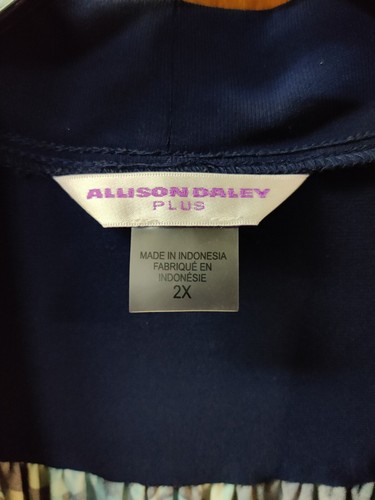 ALLISON DALEY
PLUS
MADE IN INDONESIA
FABRIQUÉ EN
INDONÉSIE
2X